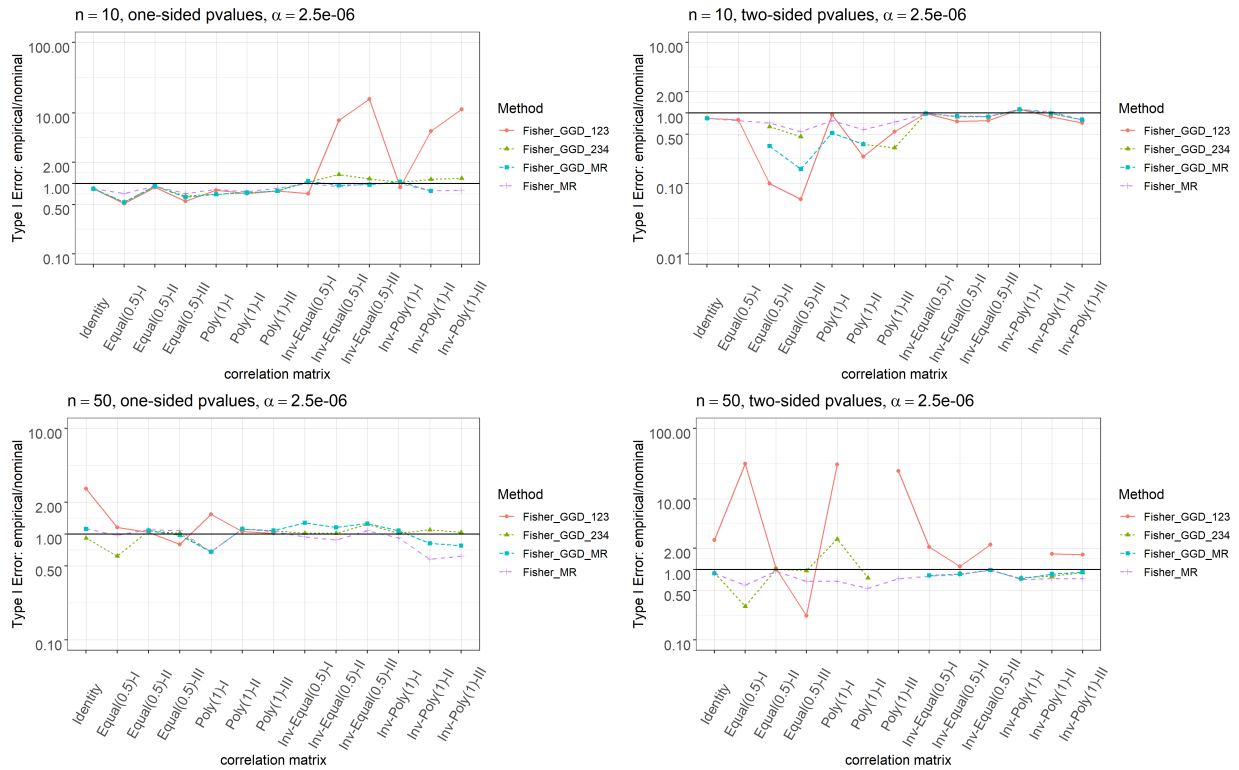 n = 10, one-sided pvalues, α = 2.5e-06
Type I Error: empirical/nominal
100.00
10.00
2.00
1.00
0.50
0.10
Identity
Equal(0.5)-I
Equal(0.5)-II
Equal(0.5)-III
Poly(1)-I
Poly(1)-II
Poly(1)-III
Inv-Equal(0.5)-I
Inv-Equal(0.5)-II
Inv-Equal(0.5)-III
Inv-Poly(1)-I
Inv-Poly(1)-II
Inv-Poly(1)-III
correlation matrix
Method
Fisher_GGD_123
Fisher_GGD_234
Fisher_GGD_MR
Fisher_MR
n = 10, two-sided pvalues, α = 2.5e-06
Type I Error: empirical/nominal
10.00
2.00
1.00
0.50
0.10
0.01
Identity
Equal(0.5)-I
Equal(0.5)-II
Equal(0.5)-III
Poly(1)-I
Poly(1)-II
Poly(1)-III
Inv-Equal(0.5)-I
Inv-Equal(0.5)-II
Inv-Equal(0.5)-III
Inv-Poly(1)-I
Inv-Poly(1)-II
Inv-Poly(1)-III
correlation matrix
Method
Fisher_GGD_123
Fisher_GGD_234
Fisher_GGD_MR
Fisher_MR
n = 50, one-sided pvalues, α = 2.5e-06
Type I Error: empirical/nominal
10.00
2.00
1.00
0.50
0.10
Identity
Equal(0.5)-I
Equal(0.5)-II
Equal(0.5)-III
Poly(1)-I
Poly(1)-II
Poly(1)-III
Inv-Equal(0.5)-I
Inv-Equal(0.5)-II
Inv-Equal(0.5)-III
Inv-Poly(1)-I
Inv-Poly(1)-II
Inv-Poly(1)-III
correlation matrix
Method
Fisher_GGD_123
Fisher_GGD_234
Fisher_GGD_MR
Fisher_MR
n = 50, two-sided pvalues, α = 2.5e-06
Type I Error: empirical/nominal
100.00
10.00
2.00
1.00
0.50
0.10
Identity
Equal(0.5)-I
Equal(0.5)-II
Equal(0.5)-III
Poly(1)-I
Poly(1)-II
Poly(1)-III
Inv-Equal(0.5)-I
Inv-Equal(0.5)-II
Inv-Equal(0.5)-III
Inv-Poly(1)-I
Inv-Poly(1)-II
Inv-Poly(1)-III
correlation matrix
Method
Fisher_GGD_123
Fisher_GGD_234
Fisher_GGD_MR
Fisher_MR